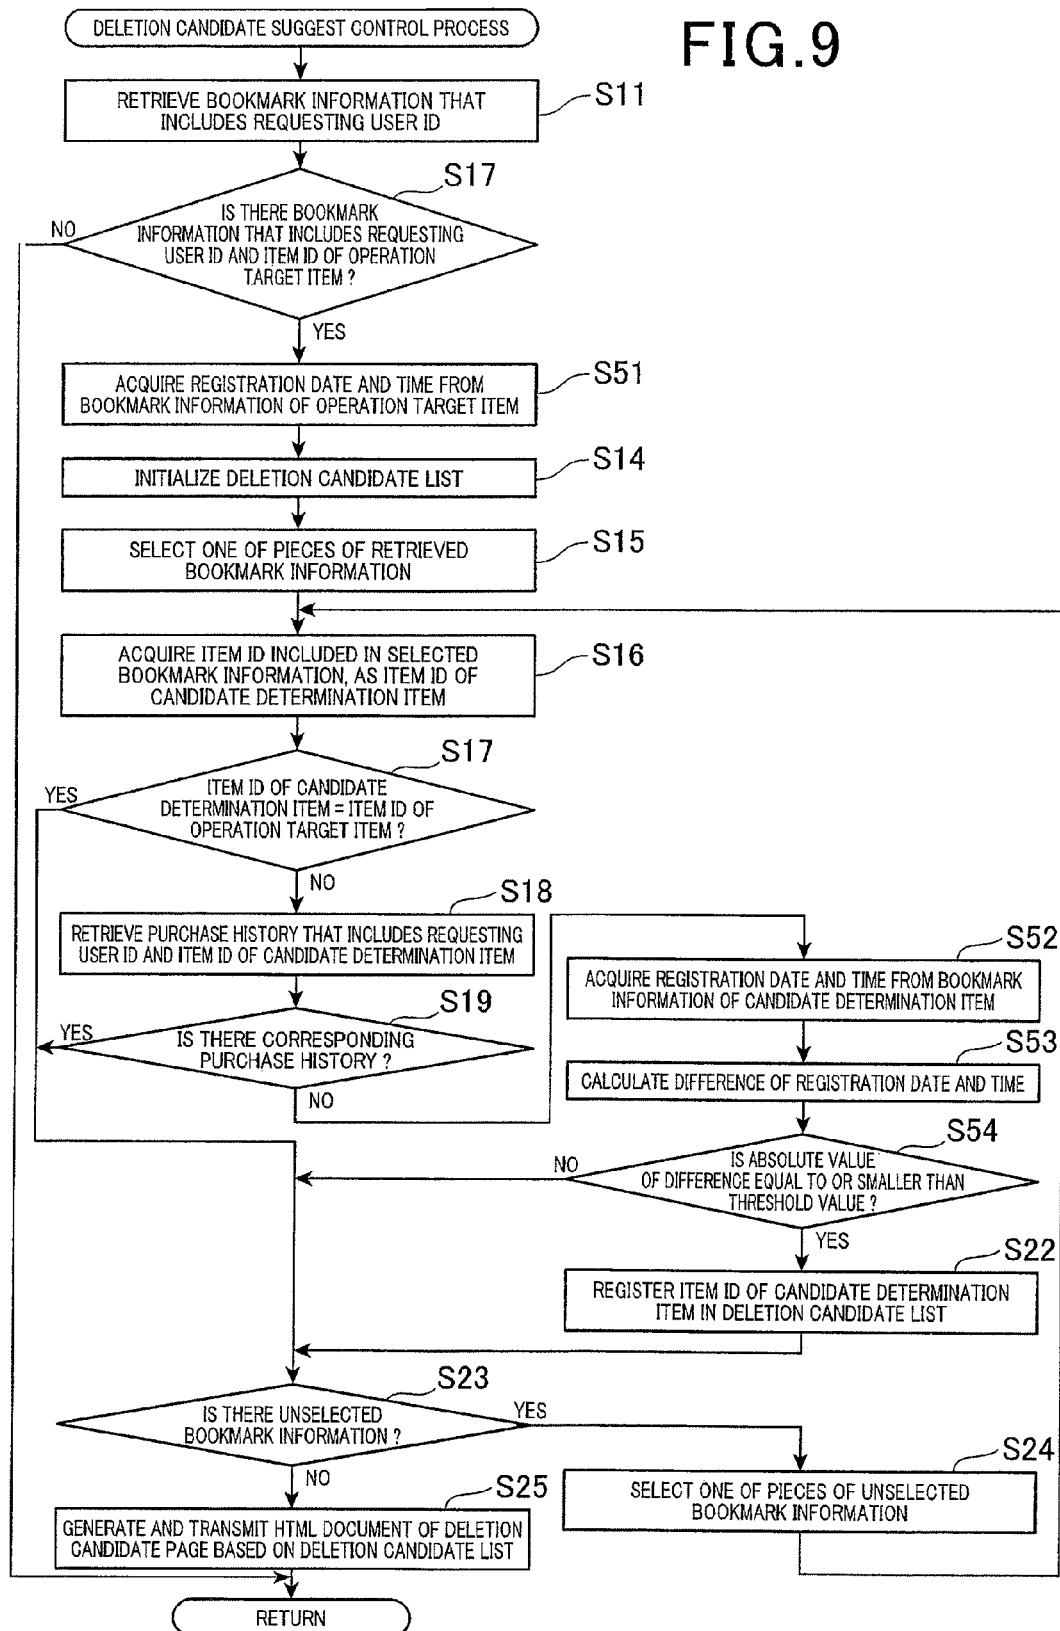 DELETION CANDIDATE SUGGEST CONTROL PROCESS
FIG.9
RETRIEVE BOOKMARK INFORMATION THAT
INCLUDES REQUESTING USER ID
S11
S17
IS THERE BOOKMARK
INFORMATION THAT INCLUDES REQUESTING
USER ID AND ITEM ID OF OPERATION
TARGET ITEM ?
NO
YES
S51
ACQUIRE REGISTRATION DATE AND TIME FROM
BOOKMARK INFORMATION OF OPERATION TARGET ITEM
S14
INITIALIZE DELETION CANDIDATE LIST
S15
SELECT ONE OF PIECES OF RETRIEVED
BOOKMARK INFORMATION
S16
ACQUIRE ITEM ID INCLUDED IN SELECTED
BOOKMARK INFORMATION, AS ITEM ID OF
CANDIDATE DETERMINATION ITEM
S17
YES
ITEM ID OF CANDIDATE
DETERMINATION ITEM = ITEM ID OF
OPERATION TARGET ITEM ?
NO
S18
RETRIEVE PURCHASE HISTORY THAT INCLUDES REQUESTING
USER ID AND ITEM ID OF CANDIDATE DETERMINATION ITEM
S19
YES
IS THERE CORRESPONDING
PURCHASE HISTORY ?
NO
S52
ACQUIRE REGISTRATION DATE AND TIME FROM BOOKMARK
INFORMATION OF CANDIDATE DETERMINATION ITEM
S53
CALCULATE DIFFERENCE OF REGISTRATION DATE AND TIME
S54
NO
IS ABSOLUTE VALUE
OF DIFFERENCE EQUAL TO OR SMALLER THAN
THRESHOLD VALUE ?
YES
S22
REGISTER ITEM ID OF CANDIDATE DETERMINATION
ITEM IN DELETION CANDIDATE LIST
S23
IS THERE UNSELECTED
BOOKMARK INFORMATION ?
YES
NO
S24
SELECT ONE OF PIECES OF UNSELECTED
BOOKMARK INFORMATION
S25
GENERATE AND TRANSMIT HTML DOCUMENT OF DELETION
CANDIDATE PAGE BASED ON DELETION CANDIDATE LIST
RETURN